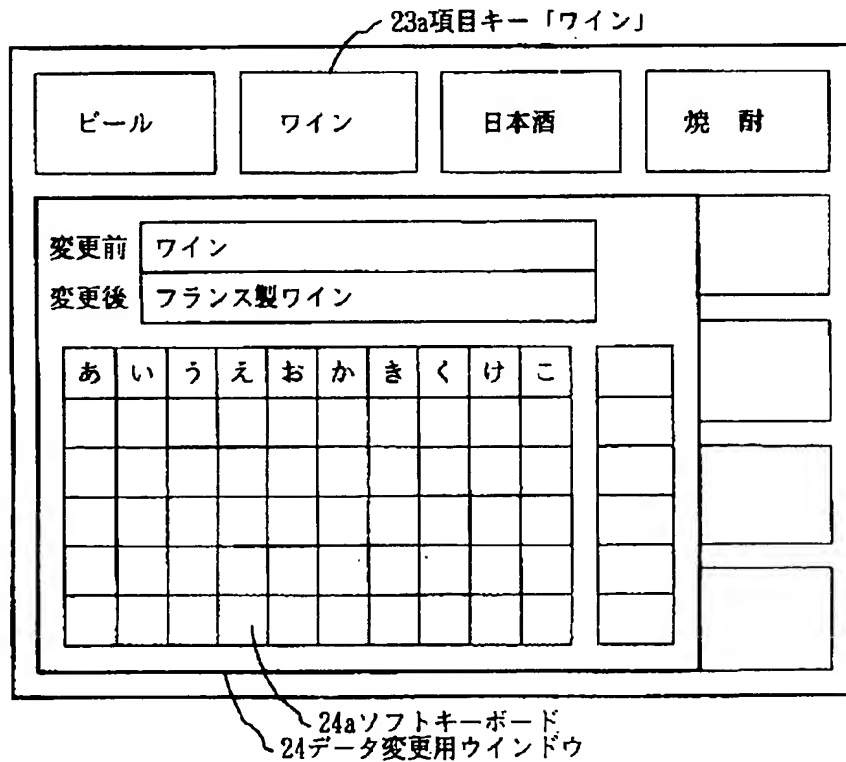 23a項目キー「ワイン」
ビール ワイン 日本酒 焼 酎
変更前 ワイン
変更後 フランス製ワイン
あ い う え お か き く け こ
24aソフトキーボード
24データ変更用ウインドウ